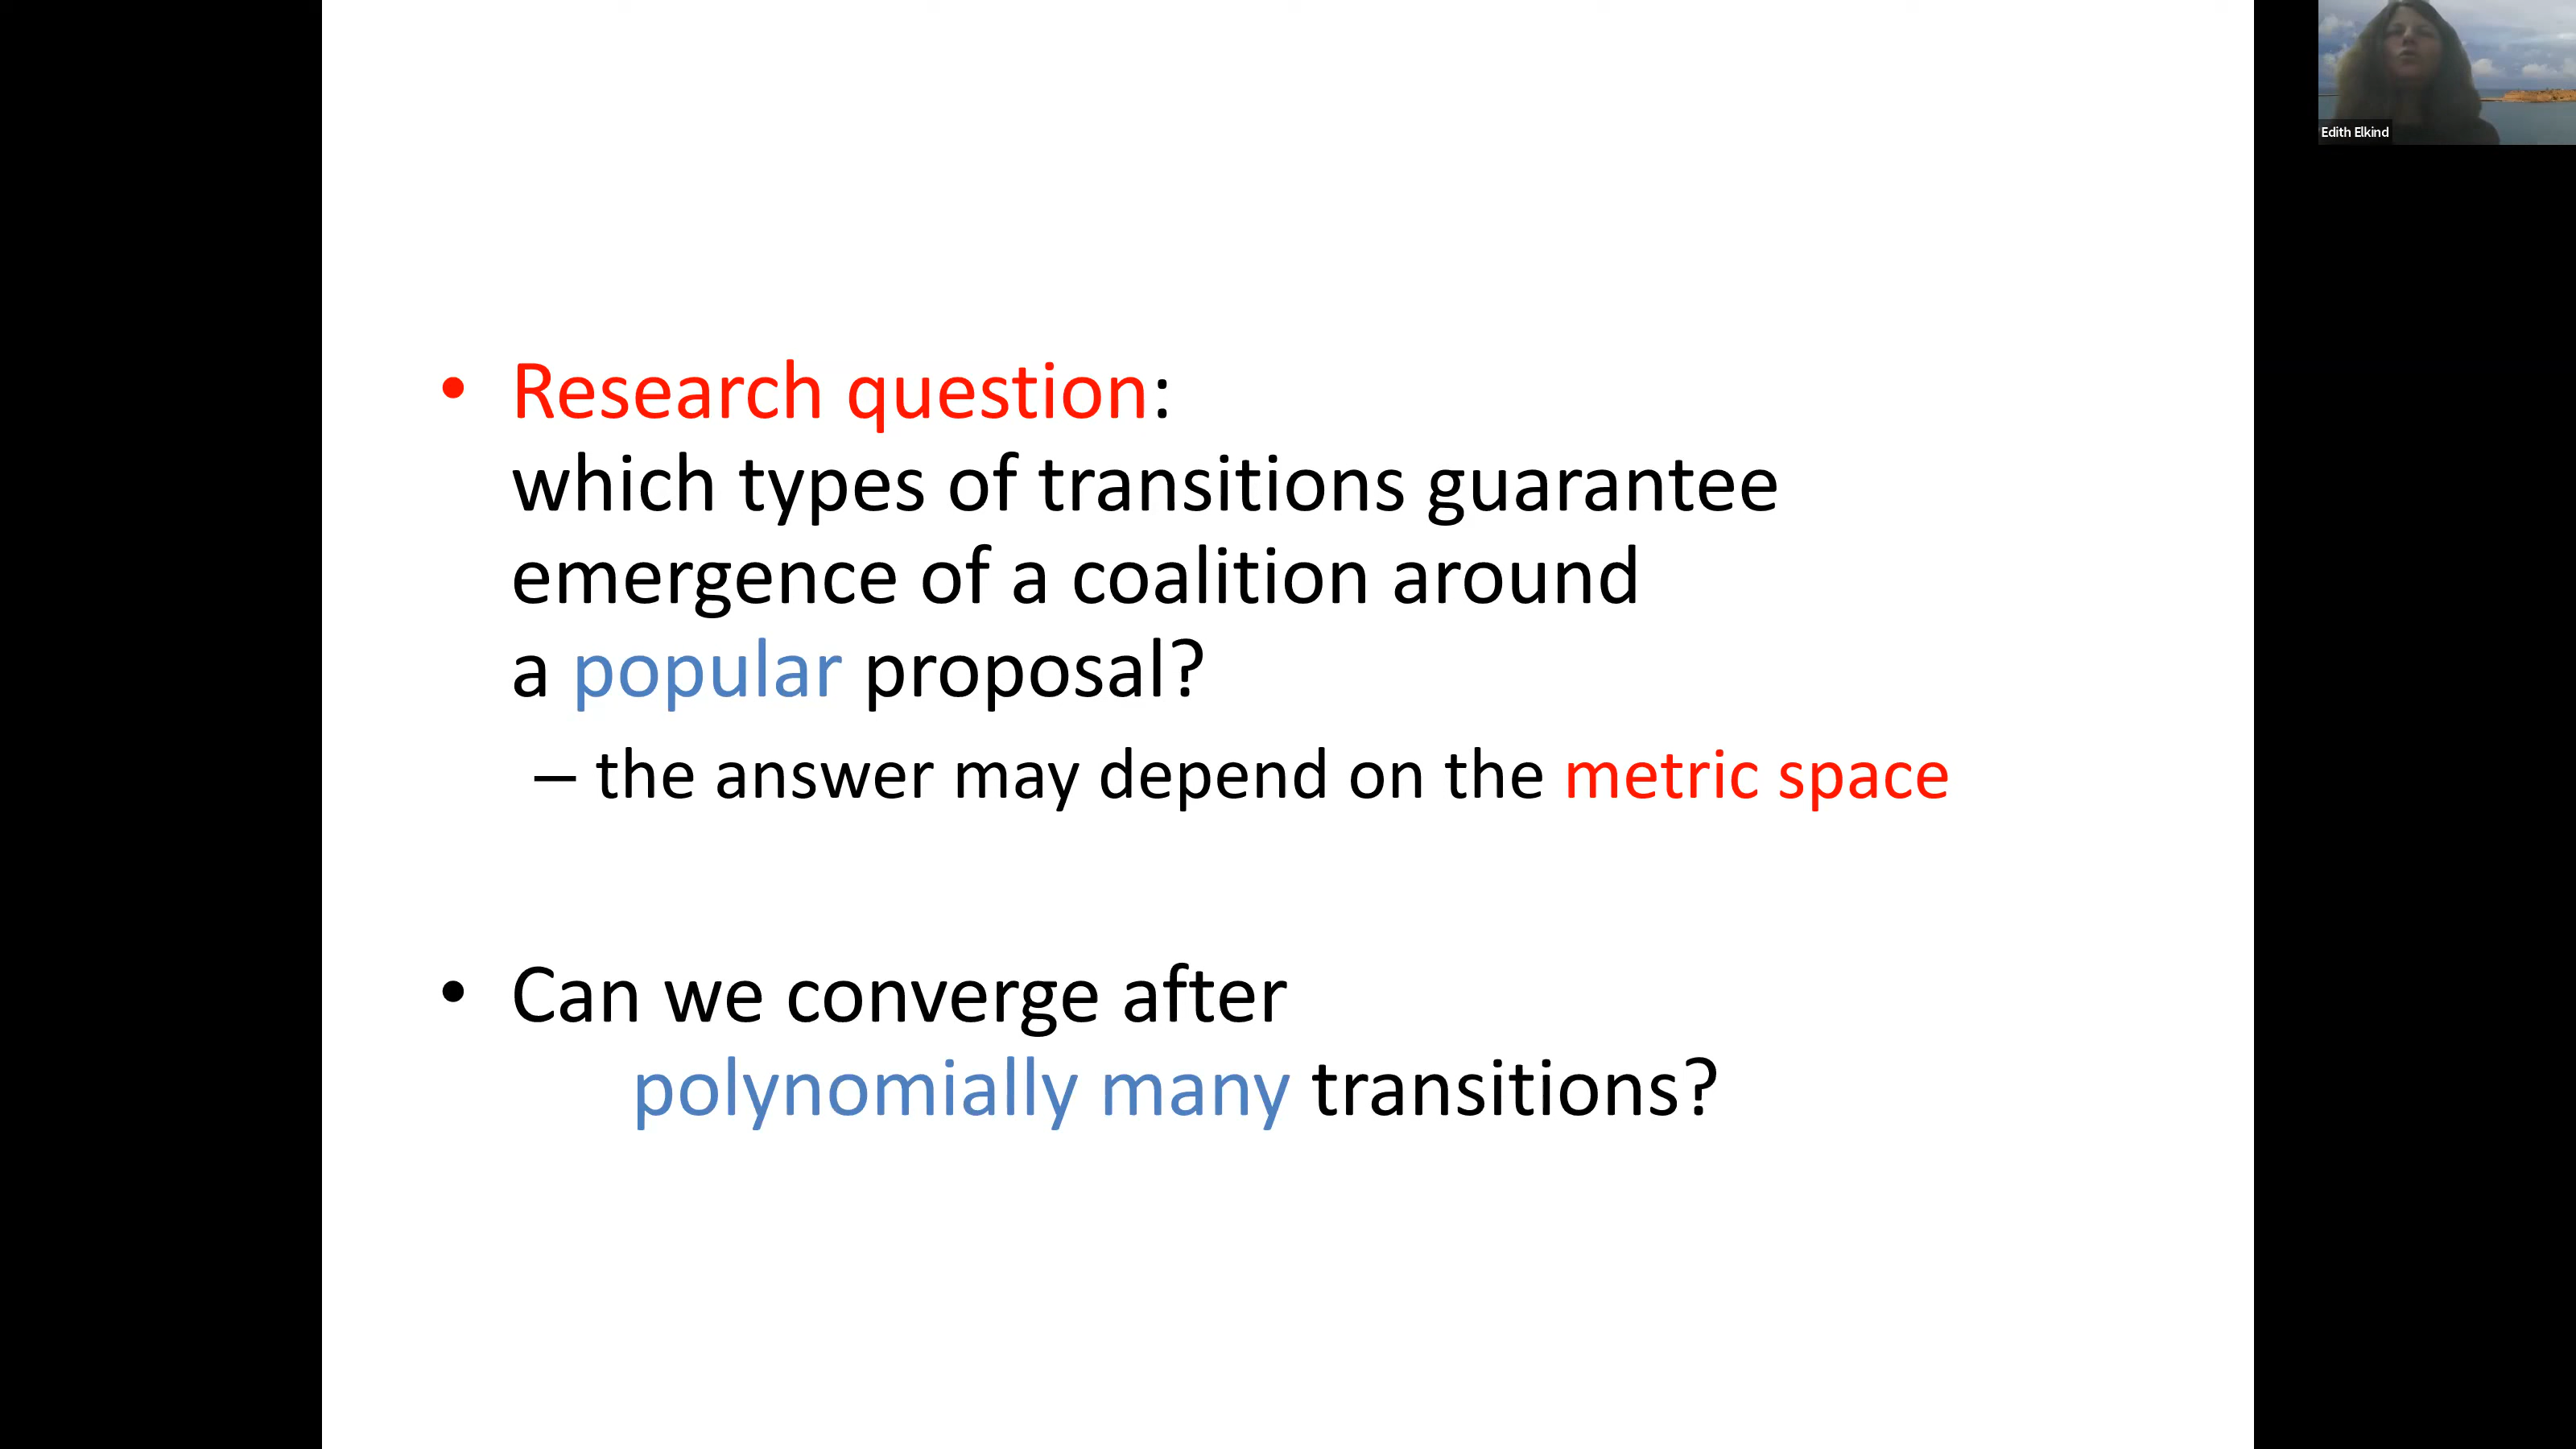 Edith Elkind
• Research question:
which types of transitions guarantee
emergence of a coalition around
a popular proposal?
– the answer may depend on the metric space
• Can we converge after
polynomially many transitions?